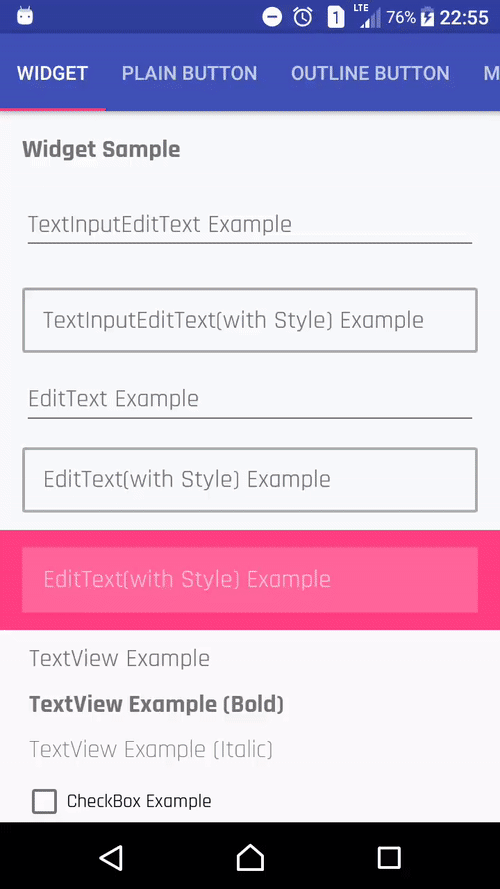 1 LTE 76% 22:55
WIDGET PLAIN BUTTON OUTLINE BUTTON M
Widget Sample
TextInputEditText Example
TextInputEditText(with Style) Example
EditText Example
EditText(with Style) Example
EditText(with Style) Example
TextView Example
TextView Example (Bold)
TextView Example (Italic)
CheckBox Example